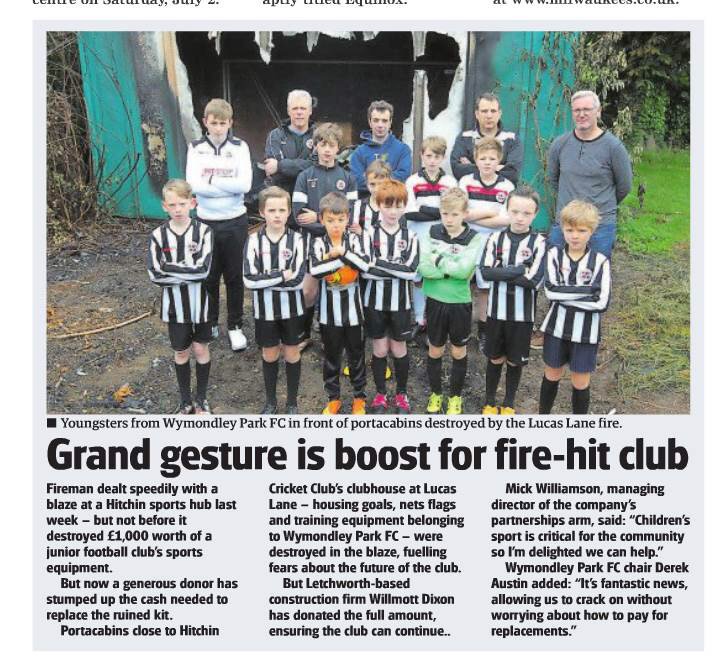 centre on Saturday, July 2.
aptly titled Equinox.
at www.milwaukees.co.uk.
■ Youngsters from Wymondley Park FC in front of portacabins destroyed by the Lucas Lane fire.
Grand gesture is boost for fire-hit club
Fireman dealt speedily with a
blaze at a Hitchin sports hub last
week – but not before it
destroyed £1,000 worth of a
junior football club's sports
equipment.
But now a generous donor has
stumped up the cash needed to
replace the ruined kit.
Portacabins close to Hitchin
Cricket Club's clubhouse at Lucas
Lane – housing goals, nets flags
and training equipment belonging
to Wymondley Park FC – were
destroyed in the blaze, fuelling
fears about the future of the club.
But Letchworth-based
construction firm Willmott Dixon
has donated the full amount,
ensuring the club can continue..
Mick Williamson, managing
director of the company's
partnerships arm, said: “Children's
sport is critical for the community
so I'm delighted we can help.”
Wymondley Park FC chair Derek
Austin added: “It's fantastic news,
allowing us to crack on without
worrying about how to pay for
replacements.”